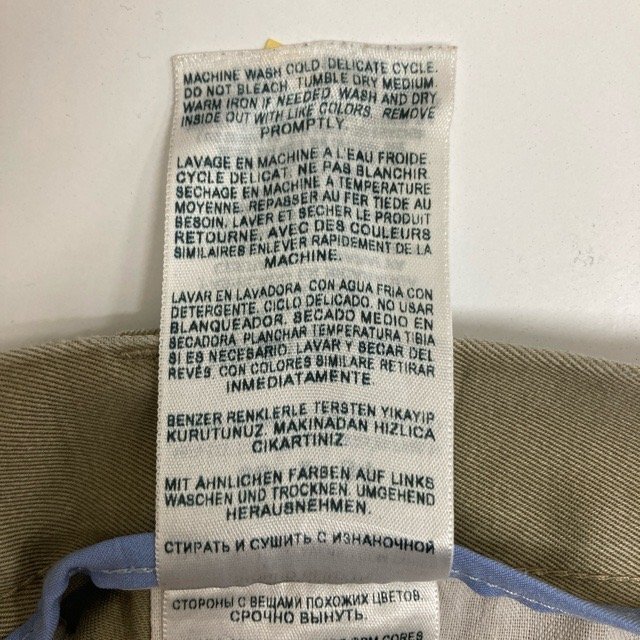 MACHINE WASH COLD. DELICATE CYCLE.
DO NOT BLEACH. TUMBLE DRY MEDIUM.
WARM IRON IF NEEDED. WASH AND DRY
INSIDE OUT WITH LIKE COLORS. REMOVE
PROMPTLY
LAVAGE EN MACHINE A L'EAU FROIDE
CYCLE DELICAT. NE PAS BLANCHIR
SECHAGE EN MACHINE A TEMPERATURE
MOYENNE. REPASSER AU FER TIEDE AU
BESOIN, LAVER ET SECHER LE PRODUIT
RETOURNE, AVEC DES COULEURS
SIMILAIRES ENLEVER RAPIDEMENT DE LA
MACHINE.
LAVAR EN LAVADORA CON AGUA FRIA CON
DETERGENTE, CICLO DELICADO. NO USAR
BLANQUEADOR, SECADO MEDIO EN
SECADORA PLANCHAR TEMPERATURA TIBIA
SI ES NECESARIO. LAVAR Y SECAR DEL
REVÉS CON COLORES SIMILARE RETIRAR
INMEDIATAMENTE
BENZER RENKLERLE TERSTEN YIKAYIP
KURUTUNUZ. MAKINADAN HIZLICA
CIKARTINIZ
MIT ÄHNLICHEN FARBEN AUF LINKS
WASCHEN UND TROCKNEN. UMGEHEND
HERAUSNEHMEN.
СТИРАТЬ И СУШИТЬ С ИЗНАНОЧНОЙ
СТОРОНЫ С ВЕЩАМИ ПОХОЖИХ ЦВЕТОВ.
СРОЧНО ВЫНУТЬ.
CORES